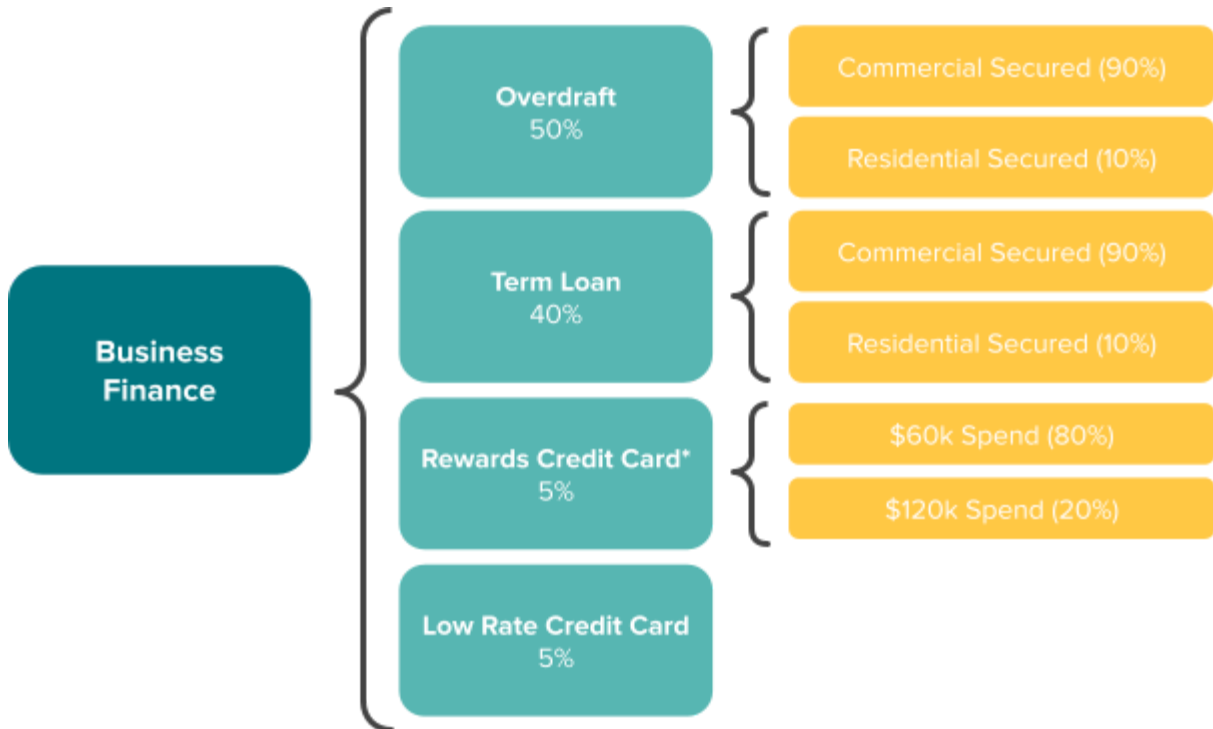 Business
Finance
Overdraft
50%
Commercial Secured (90%)
Residential Secured (10%)
Term Loan
40%
Commercial Secured (90%)
Residential Secured (10%)
Rewards Credit Card*
5%
$60k Spend (80%)
$120k Spend (20%)
Low Rate Credit Card
5%